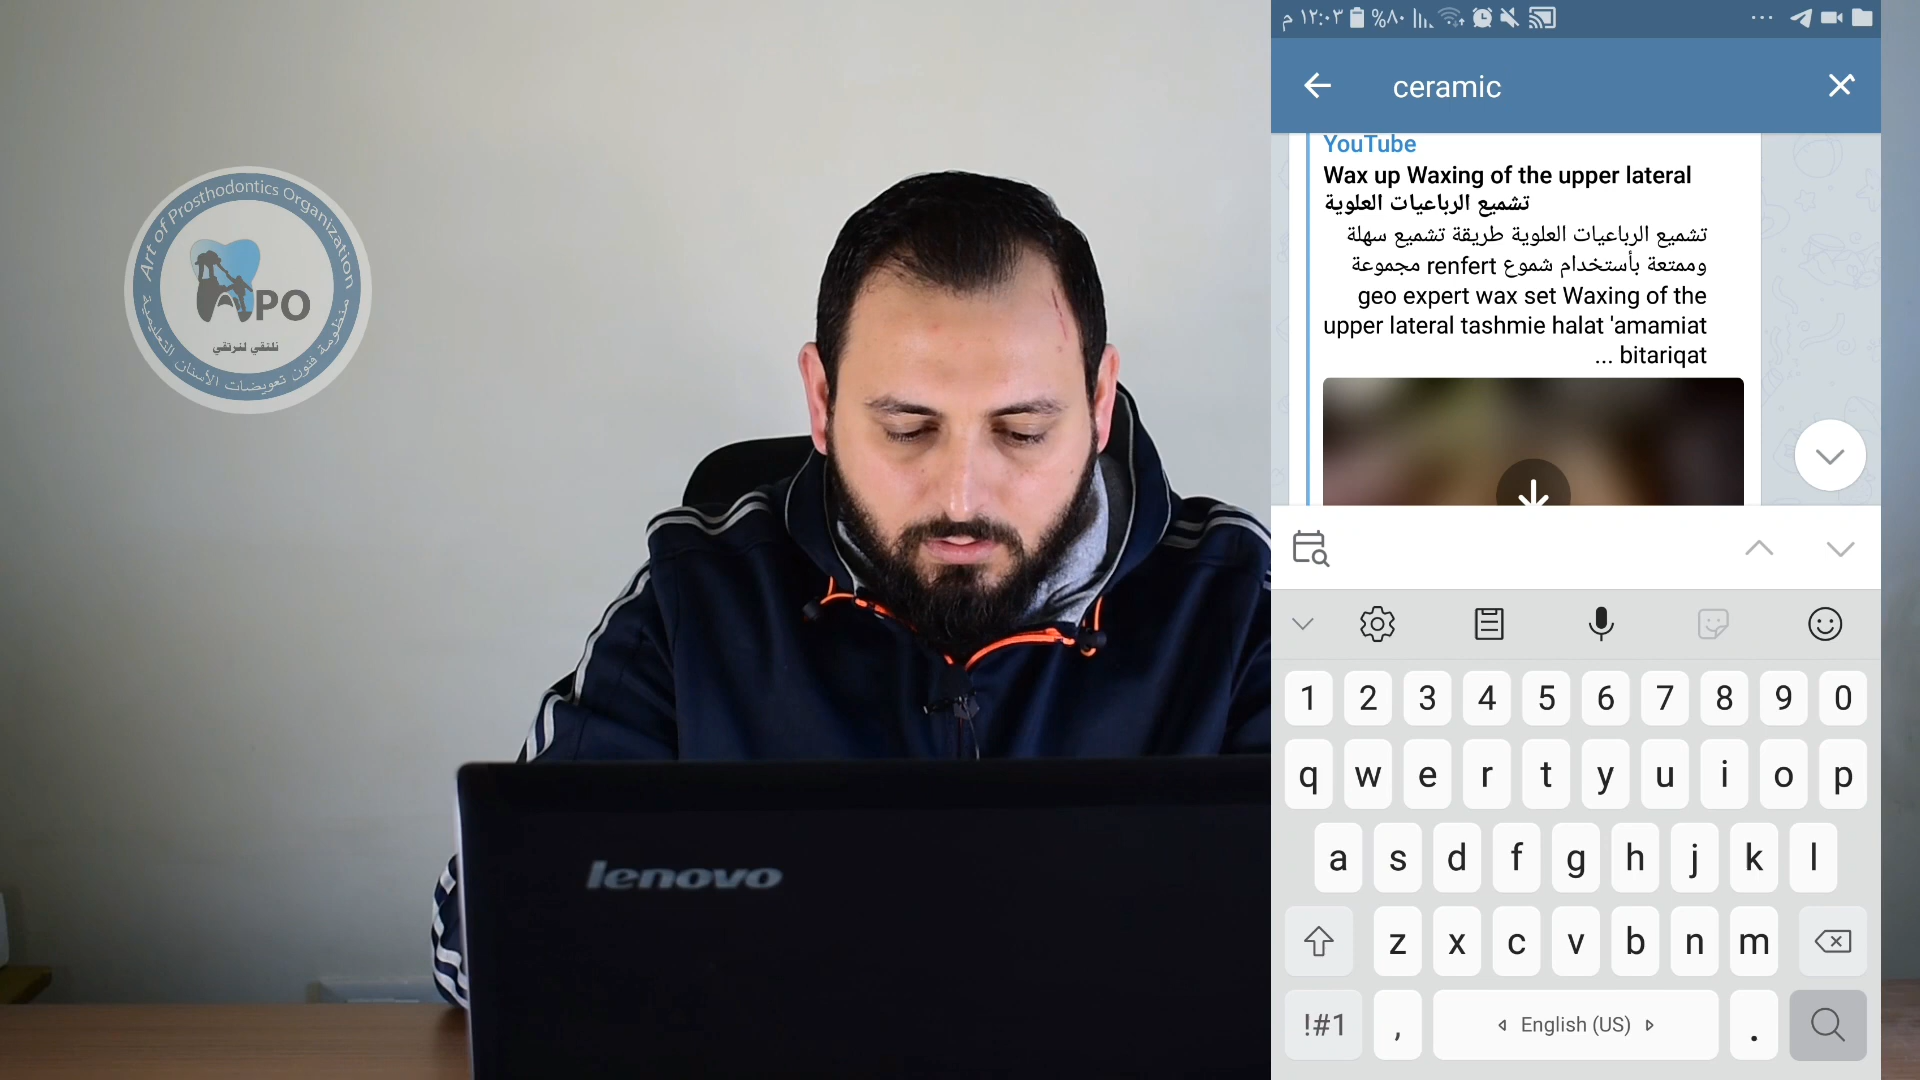 Art of Prosthodontics Organization
APO
نلتقي لنرتقي
منظومة فنون تعويضات الأسنان التعليمية
lenovo
١٢:٠٣ م
%٨٠
ceramic
YouTube
Wax up Waxing of the upper lateral
تشميع الرباعيات العلوية
تشميع الرباعيات العلوية طريقة تشميع سهلة
وممتعة بأستخدام شموع renfert مجموعة
geo expert wax set Waxing of the
upper lateral tashmie halat 'amamiat
... bitariqat
1 2 3 4 5 6 7 8 9 0
q w e r t y u i o p
a s d f g h j k l
z x c v b n m
!#1 , English (US) .